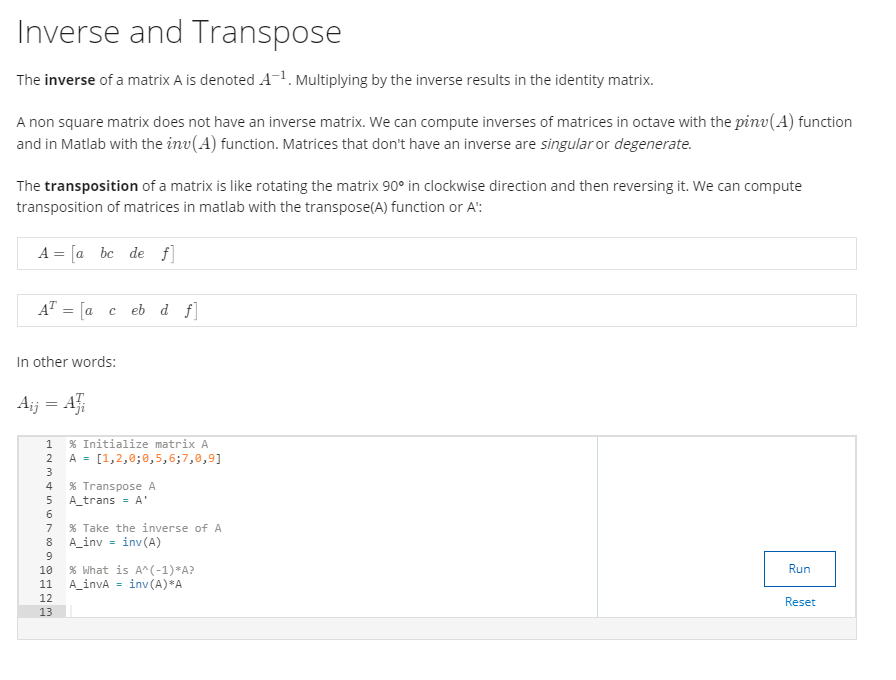 Inverse and Transpose
The inverse of a matrix A is denoted A⁻¹. Multiplying by the inverse results in the identity matrix.
A non square matrix does not have an inverse matrix. We can compute inverses of matrices in octave with the pinv(A) function
and in Matlab with the inv(A) function. Matrices that don't have an inverse are singular or degenerate.
The transposition of a matrix is like rotating the matrix 90° in clockwise direction and then reversing it. We can compute
transposition of matrices in matlab with the transpose(A) function or A':
A = [a bc de f]
Aᵀ = [a c eb d f]
In other words:
A_{ij} = A^T_{ji}
1 % Initialize matrix A
2 A = [1,2,0;0,5,6;7,0,9]
3
4 % Transpose A
5 A_trans = A'
6
7 % Take the inverse of A
8 A_inv = inv(A)
9
10 % What is A^(-1)*A?
11 A_invA = inv(A)*A
12
13
Run
Reset